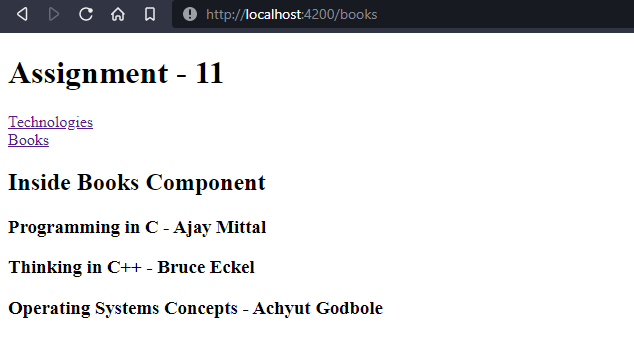 http://localhost:4200/books
Assignment - 11
Technologies
Books
Inside Books Component
Programming in C - Ajay Mittal
Thinking in C++ - Bruce Eckel
Operating Systems Concepts - Achyut Godbole